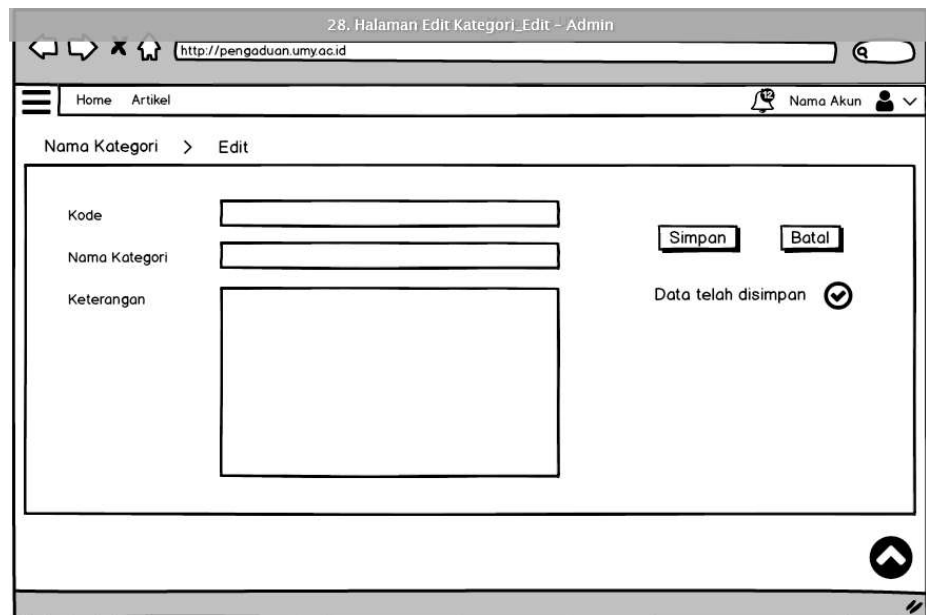 28. Halaman Edit Kategori_Edit - Admin
http://pengaduan.umy.ac.id
Home Artikel 12 Nama Akun
Nama Kategori > Edit
Kode
Simpan Batal
Nama Kategori
Keterangan
Data telah disimpan